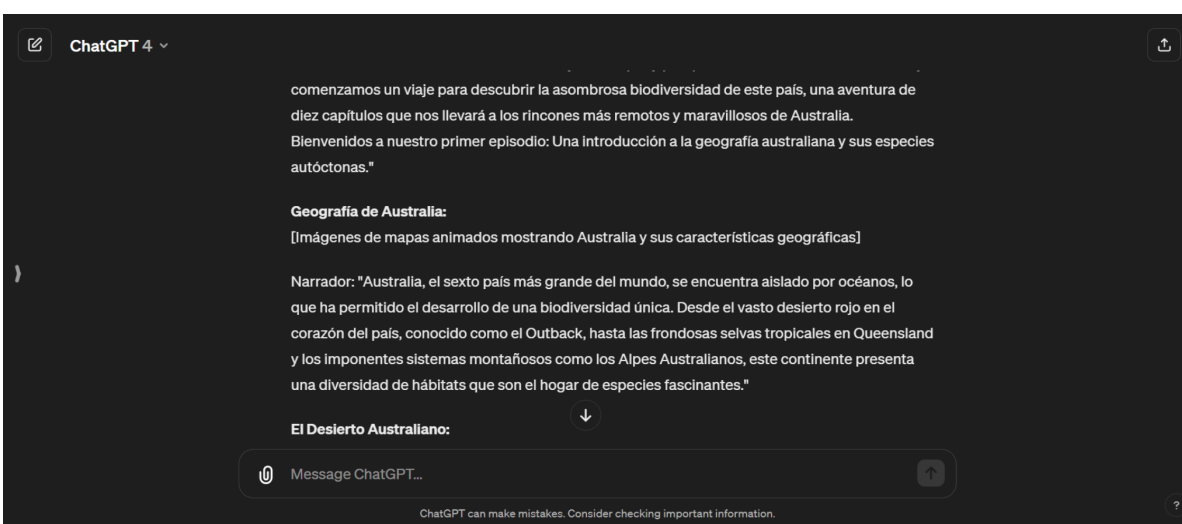 ChatGPT 4
comenzamos un viaje para descubrir la asombrosa biodiversidad de este país, una aventura de
diez capítulos que nos llevará a los rincones más remotos y maravillosos de Australia.
Bienvenidos a nuestro primer episodio: Una introducción a la geografía australiana y sus especies
autóctonas."
Geografía de Australia:
[Imágenes de mapas animados mostrando Australia y sus características geográficas]
Narrador: "Australia, el sexto país más grande del mundo, se encuentra aislado por océanos, lo
que ha permitido el desarrollo de una biodiversidad única. Desde el vasto desierto rojo en el
corazón del país, conocido como el Outback, hasta las frondosas selvas tropicales en Queensland
y los imponentes sistemas montañosos como los Alpes Australianos, este continente presenta
una diversidad de hábitats que son el hogar de especies fascinantes."
El Desierto Australiano:
Message ChatGPT...
ChatGPT can make mistakes. Consider checking important information.
?